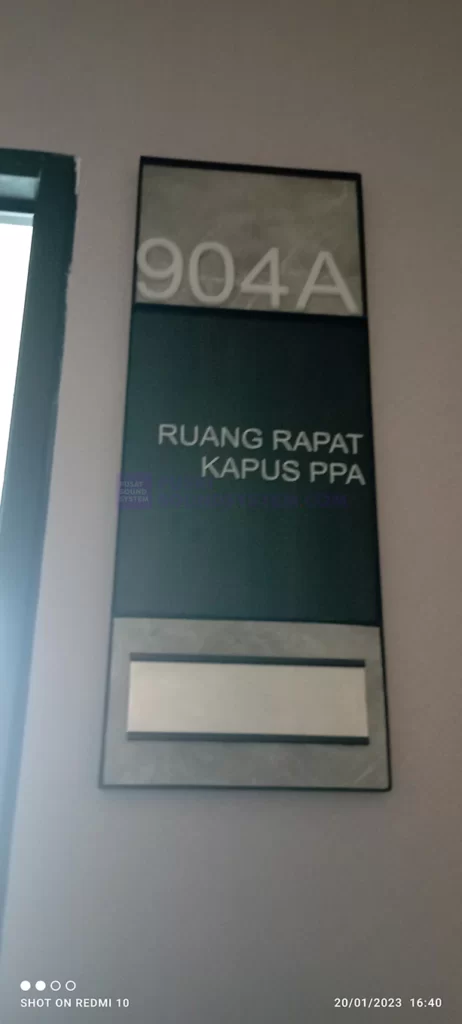 904A
RUANG RAPAT
KAPUS PPA
SHOT ON REDMI 10
20/01/2023 16:40